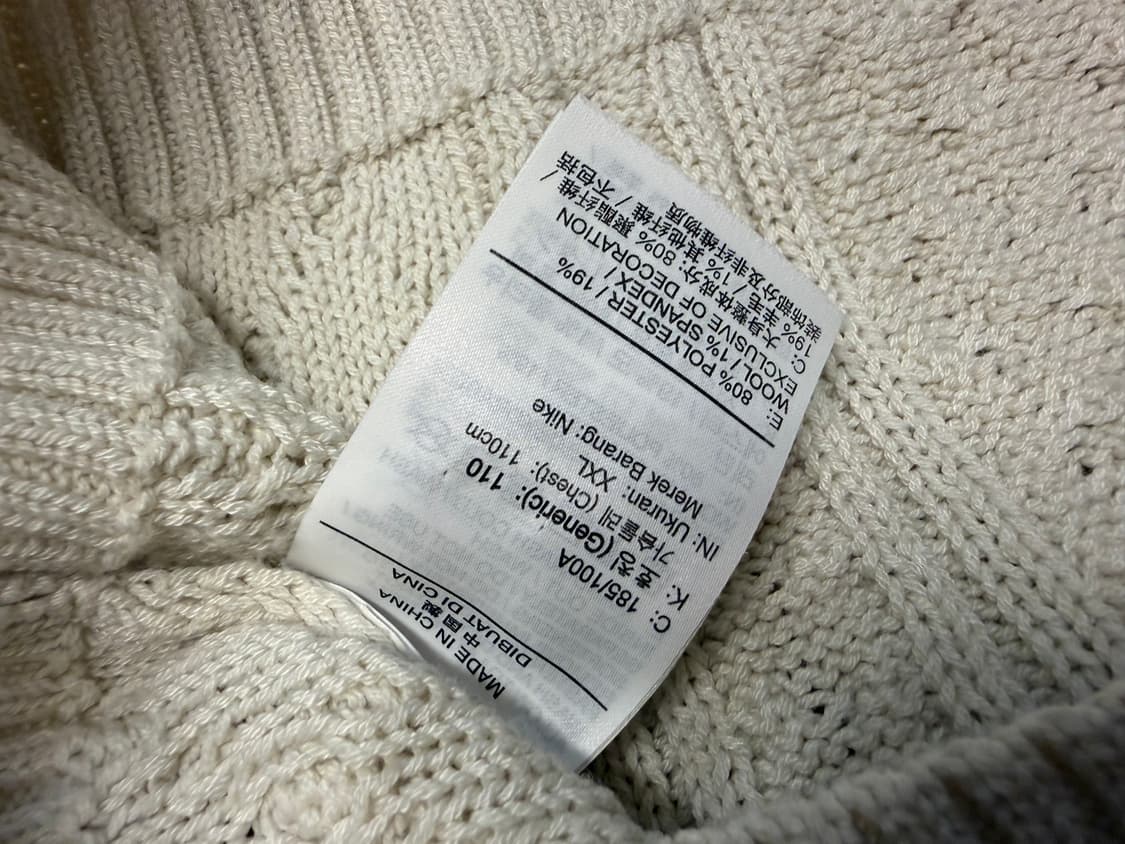 MADE IN CHINA
中国製
DIBUAT DI CINA
C: 185/100A
K: 호칭 (Generic): 110
가슴둘레 (Chest): 110cm
IN: Ukuran: XXL
Merek Barang: Nike
E: 80% POLYESTER / 19%
WOOL / 1% SPANDEX /
EXCLUSIVE OF DECORATION
C: 大身整体成分: 80% 聚酯纤维 /
19% 羊毛 / 1% 其他纤维 / 不包括
装饰部分及非纤维物质